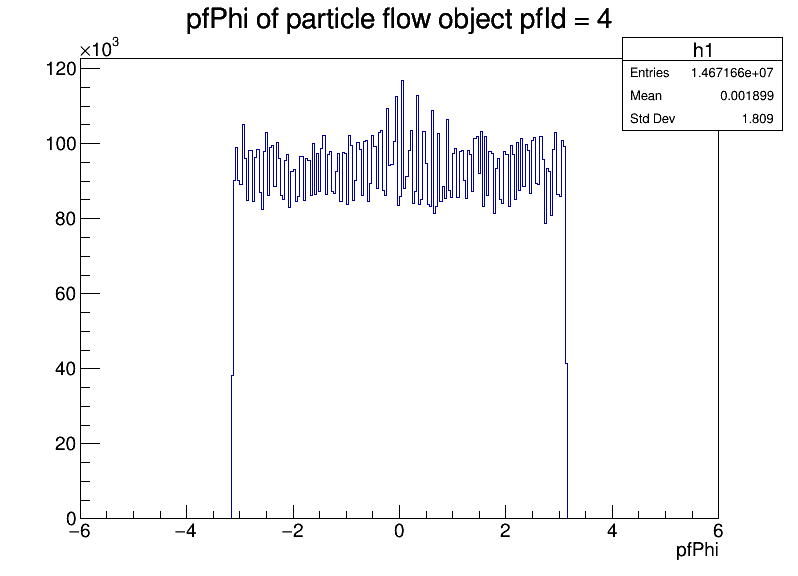 pfPhi of particle flow object pfId = 4
×10³
h1
Entries 1.467166e+07
Mean 0.001899
Std Dev 1.809
120
100
80
60
40
20
0
−6 −4 −2 0 2 4 6
pfPhi